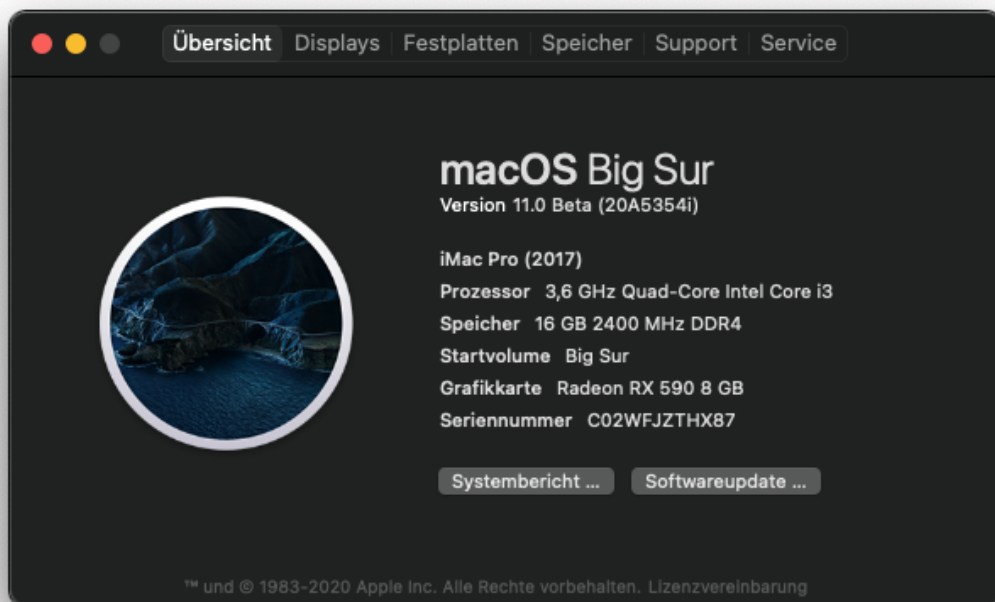 Übersicht Displays Festplatten Speicher Support Service
macOS Big Sur
Version 11.0 Beta (20A5354i)
iMac Pro (2017)
Prozessor 3,6 GHz Quad-Core Intel Core i3
Speicher 16 GB 2400 MHz DDR4
Startvolume Big Sur
Grafikkarte Radeon RX 590 8 GB
Seriennummer C02WFJZTHX87
Systembericht ... Softwareupdate ...
™ und © 1983-2020 Apple Inc. Alle Rechte vorbehalten. Lizenzvereinbarung